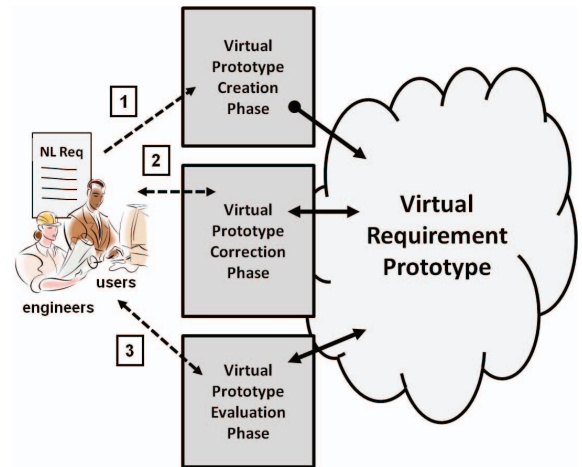 Virtual
Prototype
Creation
Phase
1
NL Req
2
Virtual
Prototype
Correction
Phase
users
engineers
3
Virtual
Prototype
Evaluation
Phase
Virtual
Requirement
Prototype